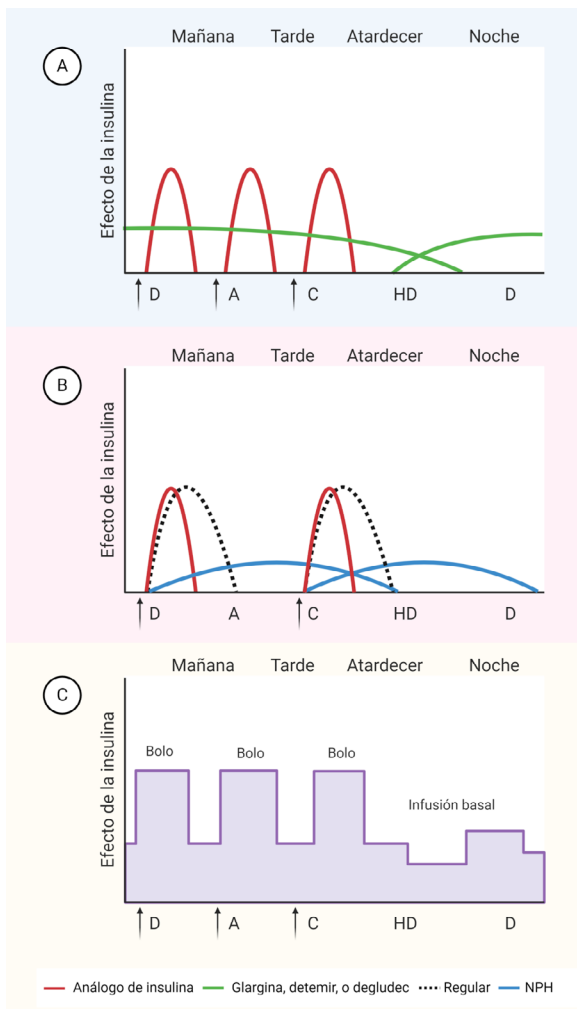 Mañana Tarde Atardecer Noche
A
Efecto de la insulina
D A C HD D
Mañana Tarde Atardecer Noche
B
Efecto de la insulina
D A C HD D
Mañana Tarde Atardecer Noche
C
Efecto de la insulina
Bolo Bolo Bolo
Infusión basal
D A C HD D
Análogo de insulina Glargina, detemir, o degludec Regular NPH